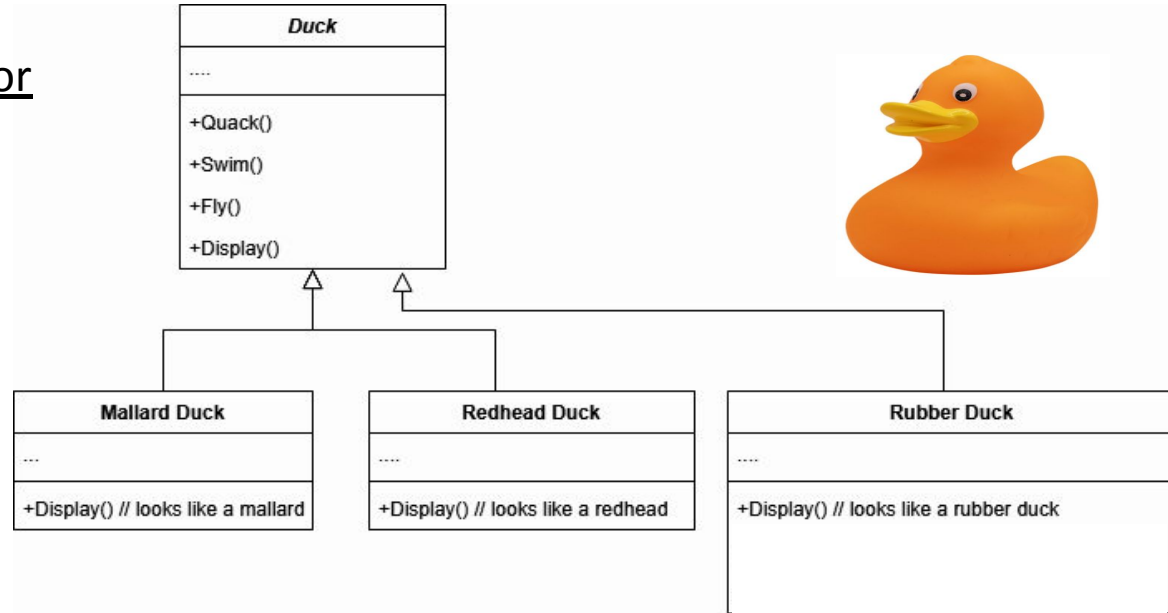 or
Duck
....
+Quack()
+Swim()
+Fly()
+Display()
Mallard Duck
...
+Display() // looks like a mallard
Redhead Duck
....
+Display() // looks like a redhead
Rubber Duck
....
+Display() // looks like a rubber duck